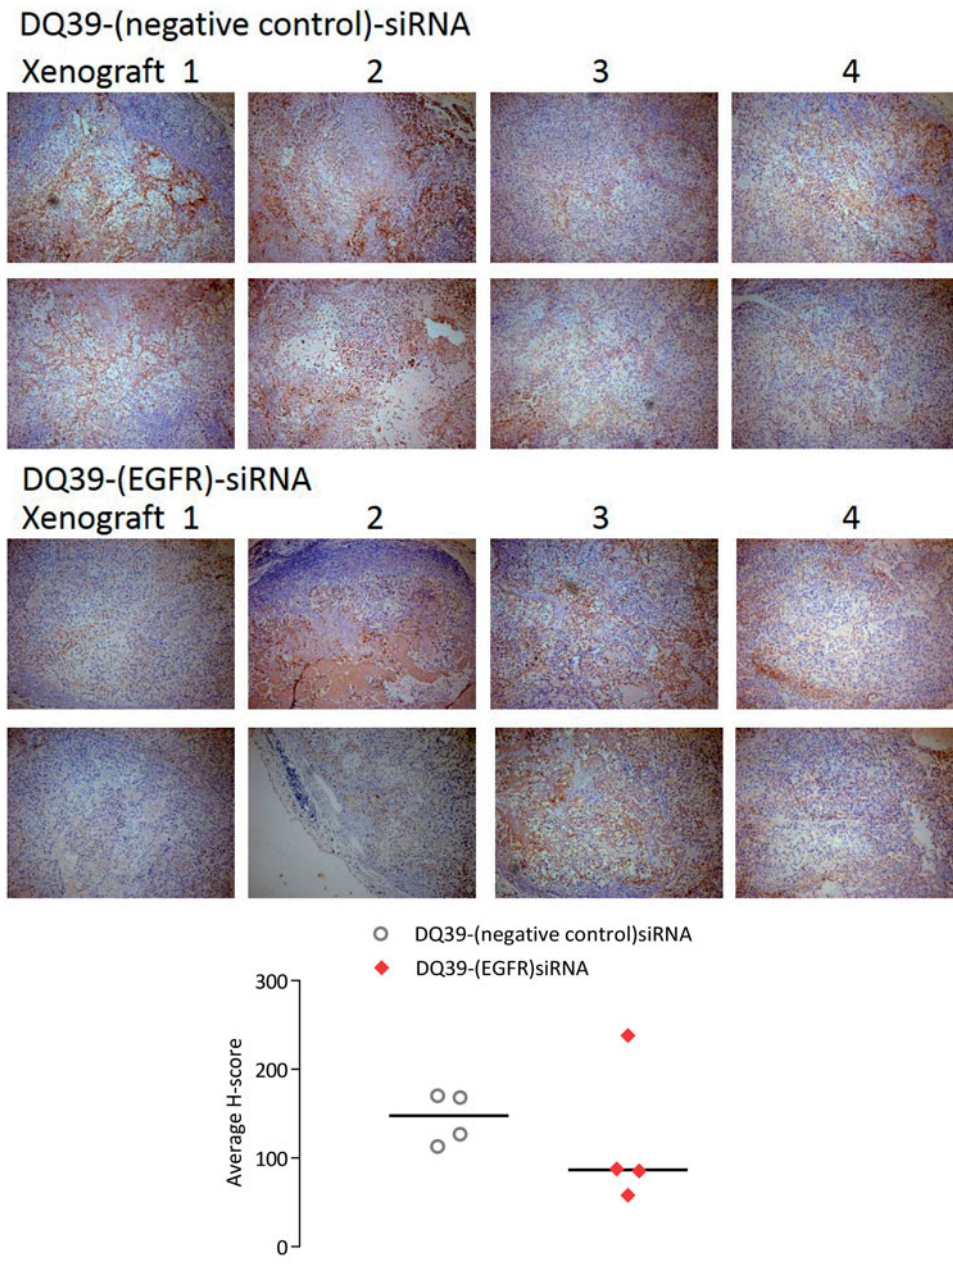 DQ39-(negative control)-siRNA
Xenograft 1 2 3 4
DQ39-(EGFR)-siRNA
Xenograft 1 2 3 4
DQ39-(negative control)siRNA
DQ39-(EGFR)siRNA
300
200
100
0
Average H-score